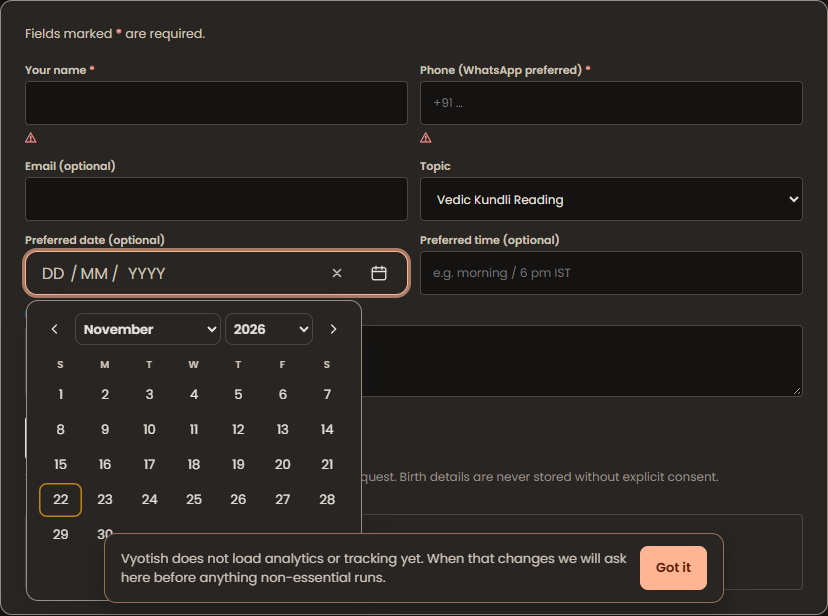 Fields marked * are required.
Your name *
Phone (WhatsApp preferred) *
+91 ...
Email (optional)
Topic
Vedic Kundli Reading
Preferred date (optional)
Preferred time (optional)
DD / MM / YYYY
e.g. morning / 6 pm IST
November 2026
S M T W T F S
1 2 3 4 5 6 7
8 9 10 11 12 13 14
15 16 17 18 19 20 21
quest. Birth details are never stored without explicit consent.
22 23 24 25 26 27 28
29 30
Vyotish does not load analytics or tracking yet. When that changes we will ask
here before anything non-essential runs.
Got it